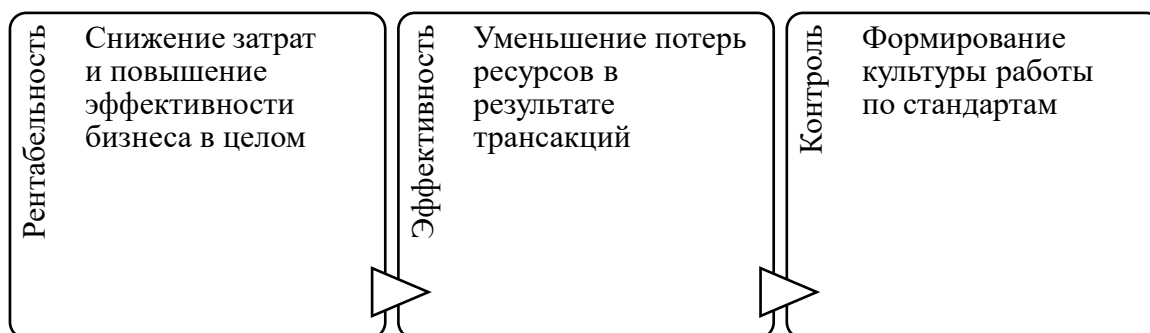 Рентабельность
Снижение затрат
и повышение
эффективности
бизнеса в целом
Эффективность
Уменьшение потерь
ресурсов в
результате
трансакций
Контроль
Формирование
культуры работы
по стандартам